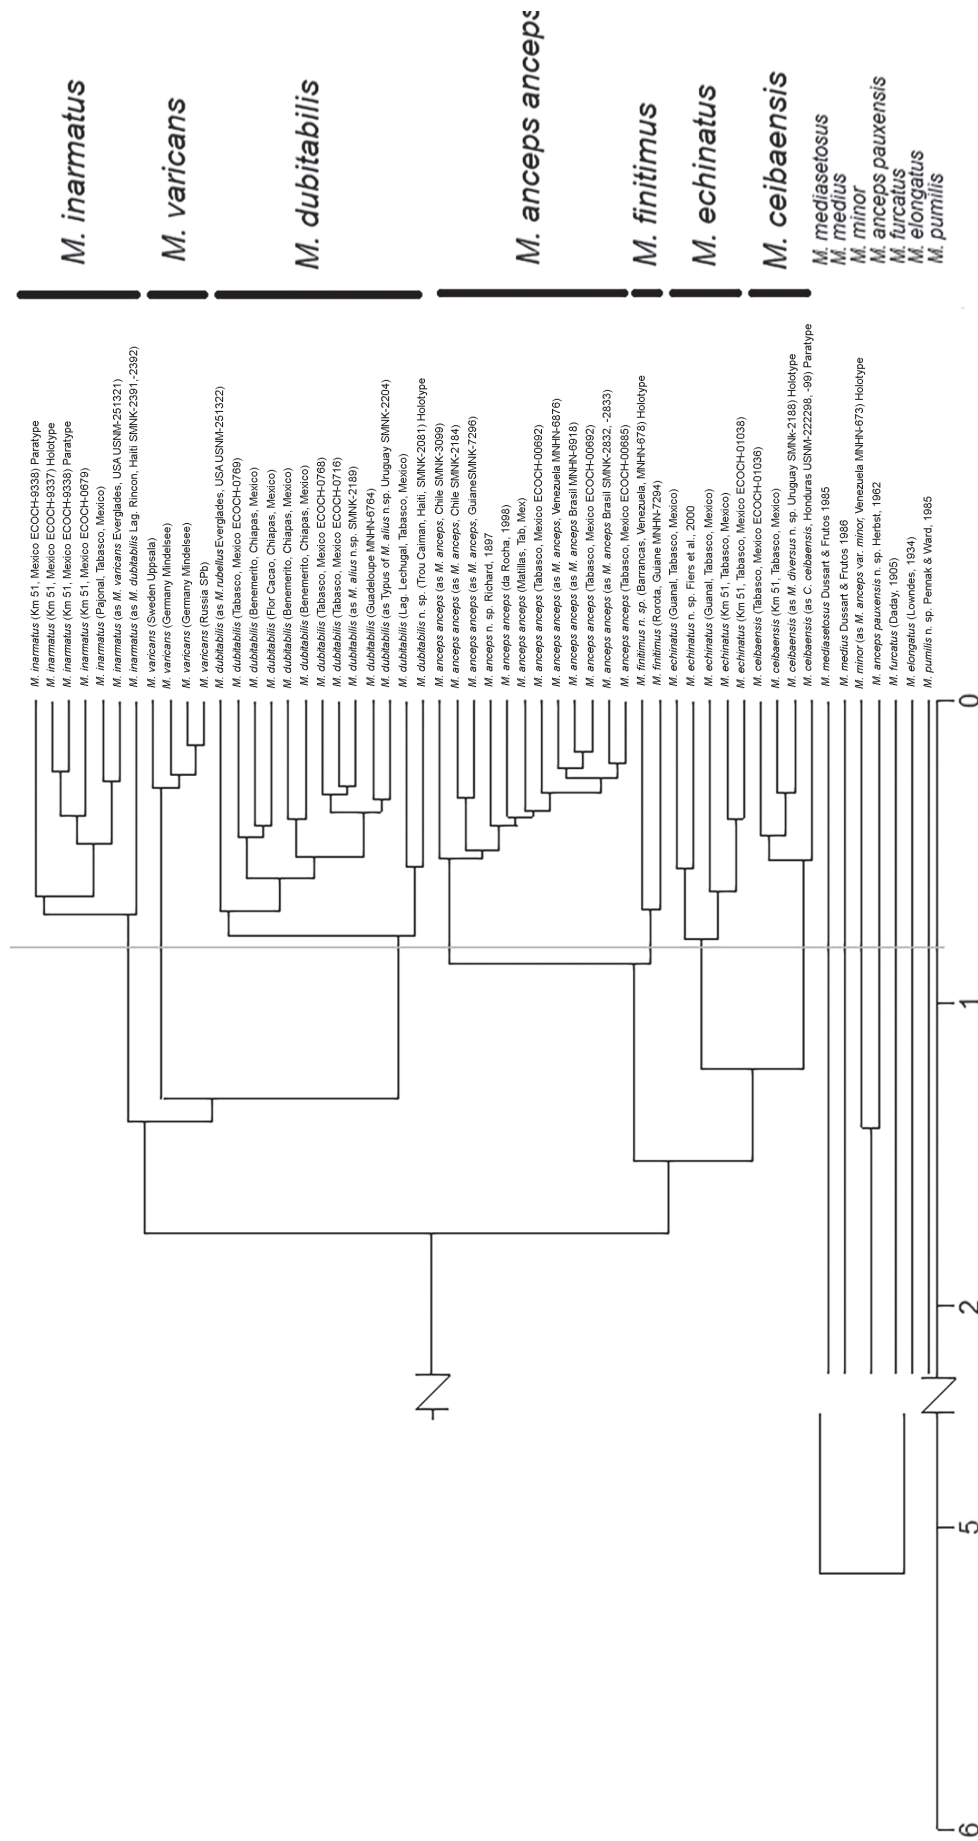 M. inarmatus
M. varicans
M. dubitabilis
M. anceps anceps
M. finitimus
M. echinatus
M. ceibaensis
M. mediasetosus
M. medius
M. minor
M. anceps pauxensis
M. furcatus
M. elongatus
M. pumilis
M. inarmatus (Km 51, Mexico ECOCH-9338) Paratype
M. inarmatus (Km 51, Mexico ECOCH-9337) Holotype
M. inarmatus (Km 51, Mexico ECOCH-9338) Paratype
M. inarmatus (Km 51, Mexico ECOCH-0679)
M. inarmatus (Pajonal, Tabasco, Mexico)
M. inarmatus (as M. varicans Everglades, USA USNM-251321)
M. inarmatus (as M. dubitabilis Lag. Rincon, Haiti SMNK-2391,-2392)
M. varicans (Sweden Uppsala)
M. varicans (Germany Mindelsee)
M. varicans (Germany Mindelsee)
M. varicans (Russia SPb)
M. dubitabilis (as M.rubellus Everglades, USA USNM-251322)
M. dubitabilis (Tabasco, Mexico ECOCH-0769)
M. dubitabilis (Benemerito, Chiapas, Mexico)
M. dubitabilis (Flor Cacao, Chiapas, Mexico)
M. dubitabilis (Benemerito, Chiapas, Mexico)
M. dubitabilis (Benemerito, Chiapas, Mexico)
M. dubitabilis (Tabasco, Mexico ECOCH-0768)
M. dubitabilis (Tabasco, Mexico ECOCH-0716)
M. dubitabilis (as M. alius n.sp. SMNK-2189)
M. dubitabilis (Guadeloupe MNHN-6764)
M. dubitabilis (as Typus of M. alius n.sp. Uruguay SMNK-2204)
M. dubitabilis (Lag. Lechugal, Tabasco, Mexico)
M. dubitabilis n. sp. (Trou Caiman, Haiti, SMNK-2081) Holotype
M. anceps anceps (as M. anceps, Chile SMNK-3099)
M. anceps anceps (as M. anceps, Chile SMNK-2184)
M. anceps anceps (as M. anceps, GuianeSMNK-7296)
M. anceps n. sp. Richard, 1897
M. anceps anceps (da Rocha, 1998)
M. anceps anceps (Matillas, Tab, Mex)
M. anceps anceps (Tabasco, Mexico ECOCH-00692)
M. anceps anceps (as M. anceps, Venezuela MNHN-6876)
M. anceps anceps (as M. anceps Brasil MNHN-6918)
M. anceps anceps (Tabasco, Mexico ECOCH-00692)
M. anceps anceps (as M. anceps Brasil SMNK-2832, -2833)
M. anceps anceps (Tabasco, Mexico ECOCH-00685)
M. finitimus n. sp. (Barrancas, Venezuela, MNHN-678) Holotype
M. finitimus (Rorota, Guiane MNHN-7294)
M. echinatus (Guanal, Tabasco, Mexico)
M. echinatus n. sp. Fiers et al., 2000
M. echinatus (Guanal, Tabasco, Mexico)
M. echinatus (Km 51, Tabasco, Mexico)
M. echinatus (Km 51, Tabasco, Mexico ECOCH-01038)
M. ceibaensis (Tabasco, Mexico ECOCH-01036)
M. ceibaensis (Km 51, Tabasco, Mexico)
M. ceibaensis (as M. diversus n. sp. Uruguay SMNK-2188) Holotype
M. ceibaensis (as C. ceibaensis, Honduras USNM-222298, -99) Paratype
M. mediasetosus Dussart & Frutos 1985
M. medius Dussart & Frutos 1986
M. minor (as M. anceps var. minor, Venezuela MNHN-673) Holotype
M. anceps pauxensis n. sp. Herbst, 1962
M. furcatus (Daday, 1905)
M. elongatus (Lowndes, 1934)
M. pumilis n. sp. Pennak & Ward, 1985
0
1
2
5
6